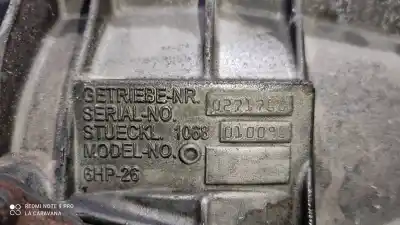 GETRIEBE-NR.
SERIAL-NO.
STUECKL. 1068
MODEL-NO.
6HP-26
REDMI NOTE 8 PRO
LA CARAVANA